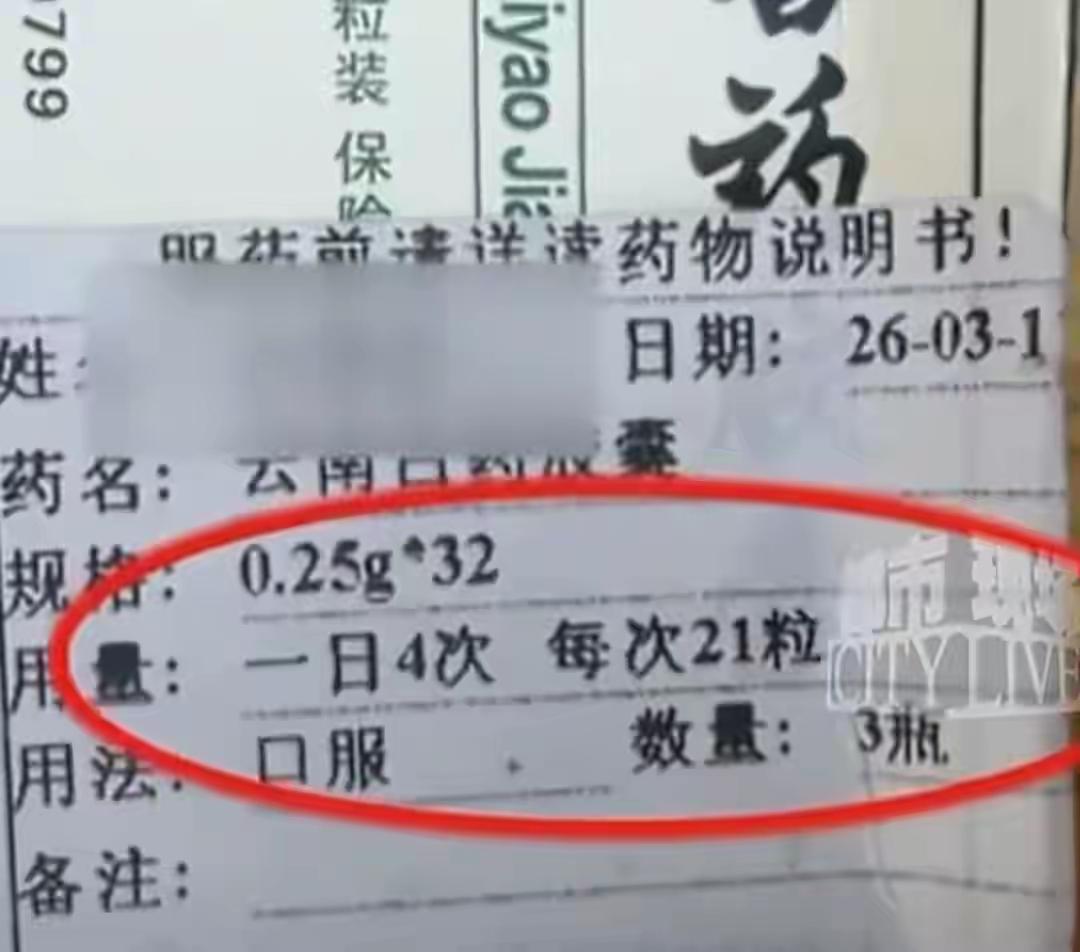 799
粒装 保险
iyao Jia
药
服药前请详读药物说明书！
姓
日期： 26-03-1
药名： 云南白药胶囊
规格： 0.25g*32
用量： 一日4次 每次21粒
用法： 口服 数量： 3瓶
备注：
CITY LIVE